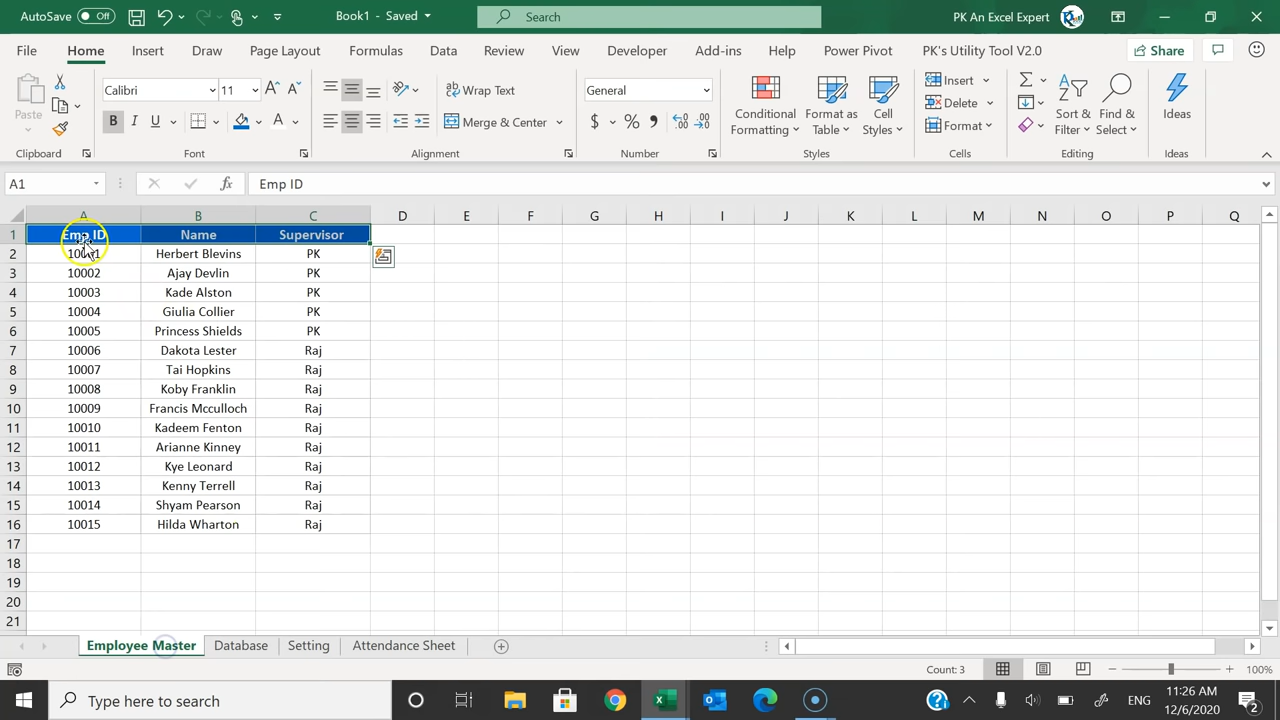 AutoSave Off Book1 - Saved Search PK An Excel Expert
File Home Insert Draw Page Layout Formulas Data Review View Developer Add-ins Help Power Pivot PK's Utility Tool V2.0 Share
Paste Calibri 11 Wrap Text General Insert
B I U Merge & Center $ % Conditional Formatting Format as Table Cell Styles Delete Format Sort & Filter Find & Select Ideas
Clipboard Font Alignment Number Styles Cells Editing Ideas
A1 fx Emp ID
A B C D E F G H I J K L M N O P Q
1 Emp ID Name Supervisor
2 10001 Herbert Blevins PK
3 10002 Ajay Devlin PK
4 10003 Kade Alston PK
5 10004 Giulia Collier PK
6 10005 Princess Shields PK
7 10006 Dakota Lester Raj
8 10007 Tai Hopkins Raj
9 10008 Koby Franklin Raj
10 10009 Francis Mcculloch Raj
11 10010 Kadeem Fenton Raj
12 10011 Arianne Kinney Raj
13 10012 Kye Leonard Raj
14 10013 Kenny Terrell Raj
15 10014 Shyam Pearson Raj
16 10015 Hilda Wharton Raj
17
18
19
20
21
Employee Master Database Setting Attendance Sheet
Count: 3 100%
Type here to search ENG 11:26 AM
12/6/2020 2